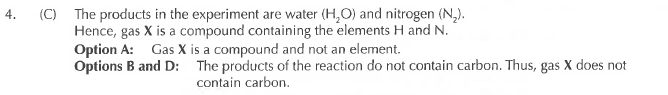 4. (C) The products in the experiment are water (H₂O) and nitrogen (N₂).
Hence, gas X is a compound containing the elements H and N.
Option A: Gas X is a compound and not an element.
Options B and D: The products of the reaction do not contain carbon. Thus, gas X does not
contain carbon.